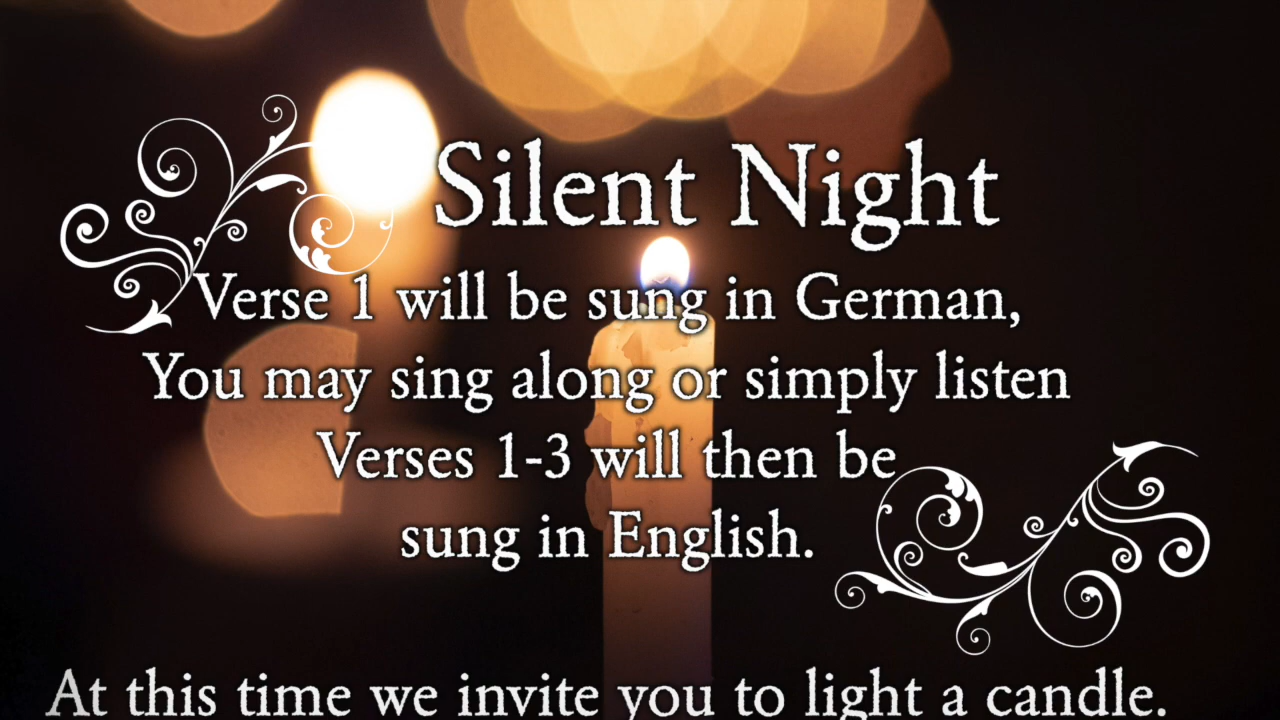 Silent Night
Verse 1 will be sung in German,
You may sing along or simply listen
Verses 1-3 will then be
sung in English.
At this time we invite you to light a candle.